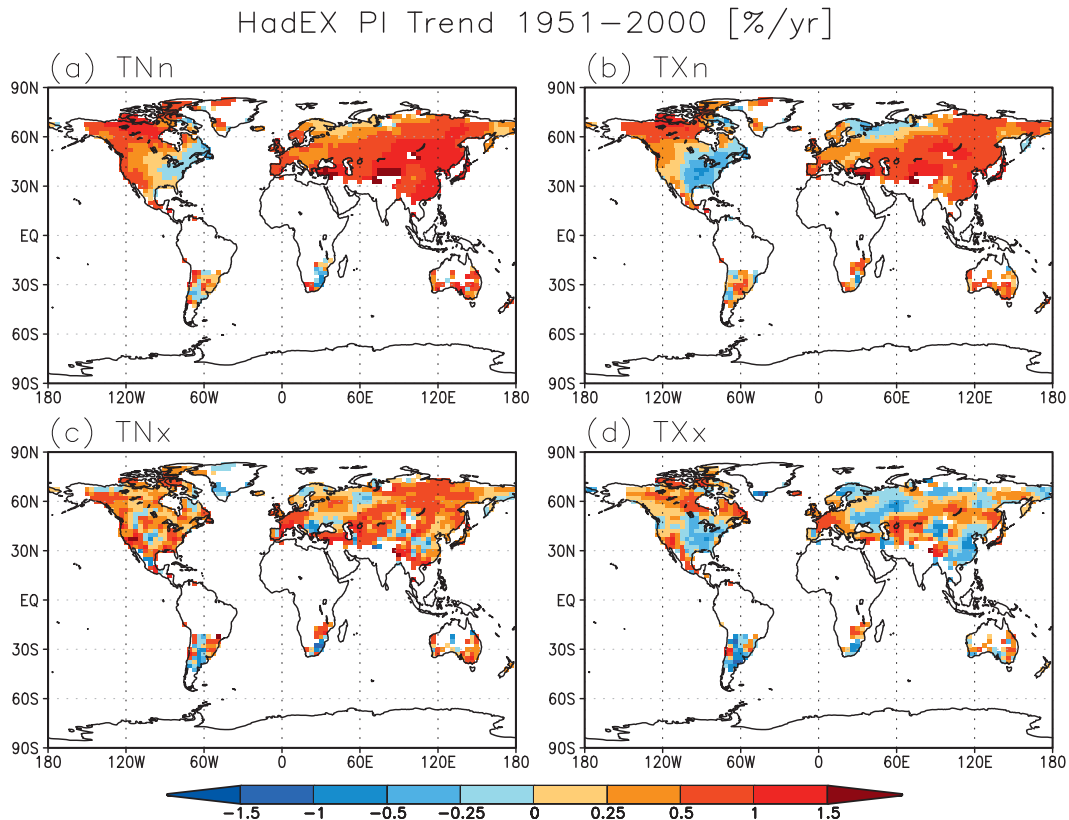 HadEX PI Trend 1951−2000 [%/yr]
(a) TNn
(b) TXn
90N
60N
30N
EQ
30S
60S
90S
180 120W 60W 0 60E 120E 180
90N
60N
30N
EQ
30S
60S
90S
180 120W 60W 0 60E 120E 180
(c) TNx
(d) TXx
90N
60N
30N
EQ
30S
60S
90S
180 120W 60W 0 60E 120E 180
90N
60N
30N
EQ
30S
60S
90S
180 120W 60W 0 60E 120E 180
−1.5 −1 −0.5 −0.25 0 0.25 0.5 1 1.5